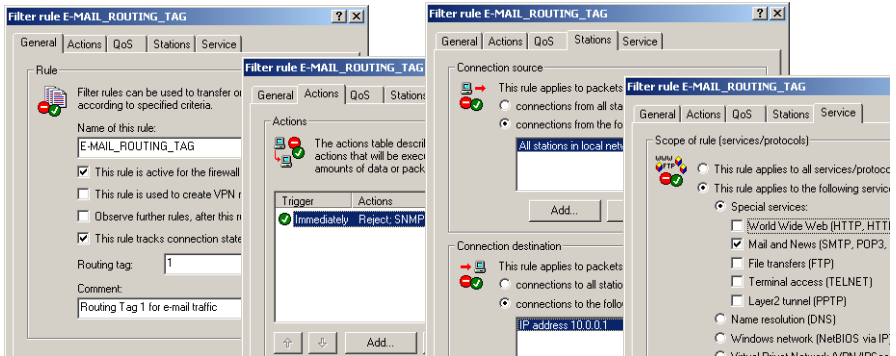 Filter rule E-MAIL_ROUTING_TAG
General Actions QoS Stations Service
Rule
Filter rules can be used to transfer or
according to specified criteria.
Name of this rule:
E-MAIL_ROUTING_TAG
This rule is active for the firewall
This rule is used to create VPN
Observe further rules, after this
This rule tracks connection state
Routing tag:
1
Comment:
Routing Tag 1 for e-mail traffic
Filter rule E-MAIL_ROUTING_TAG
General Actions QoS Stations
Actions
The actions table descri
actions that will be exec
amounts of data or pack
Trigger Actions
Immediately Reject; SNMP
Add...
Filter rule E-MAIL_ROUTING_TAG
General Actions QoS Stations Service
Connection source
This rule applies to packets
connections from all sta
connections from the fo
All stations in local netw
Add...
Connection destination
This rule applies to packets
connections to all statio
connections to the follow
IP address 10.0.0.1
Filter rule E-MAIL_ROUTING_TAG
General Actions QoS Stations Service
Scope of rule (services/protocols)
WWW
FTP
This rule applies to all services/protoco
This rule applies to the following service
Special services:
World Wide Web (HTTP, HTT
Mail and News (SMTP, POP3,
File transfers (FTP)
Terminal access (TELNET)
Layer2 tunnel (PPTP)
Name resolution (DNS)
Windows network (NetBIOS via IP)